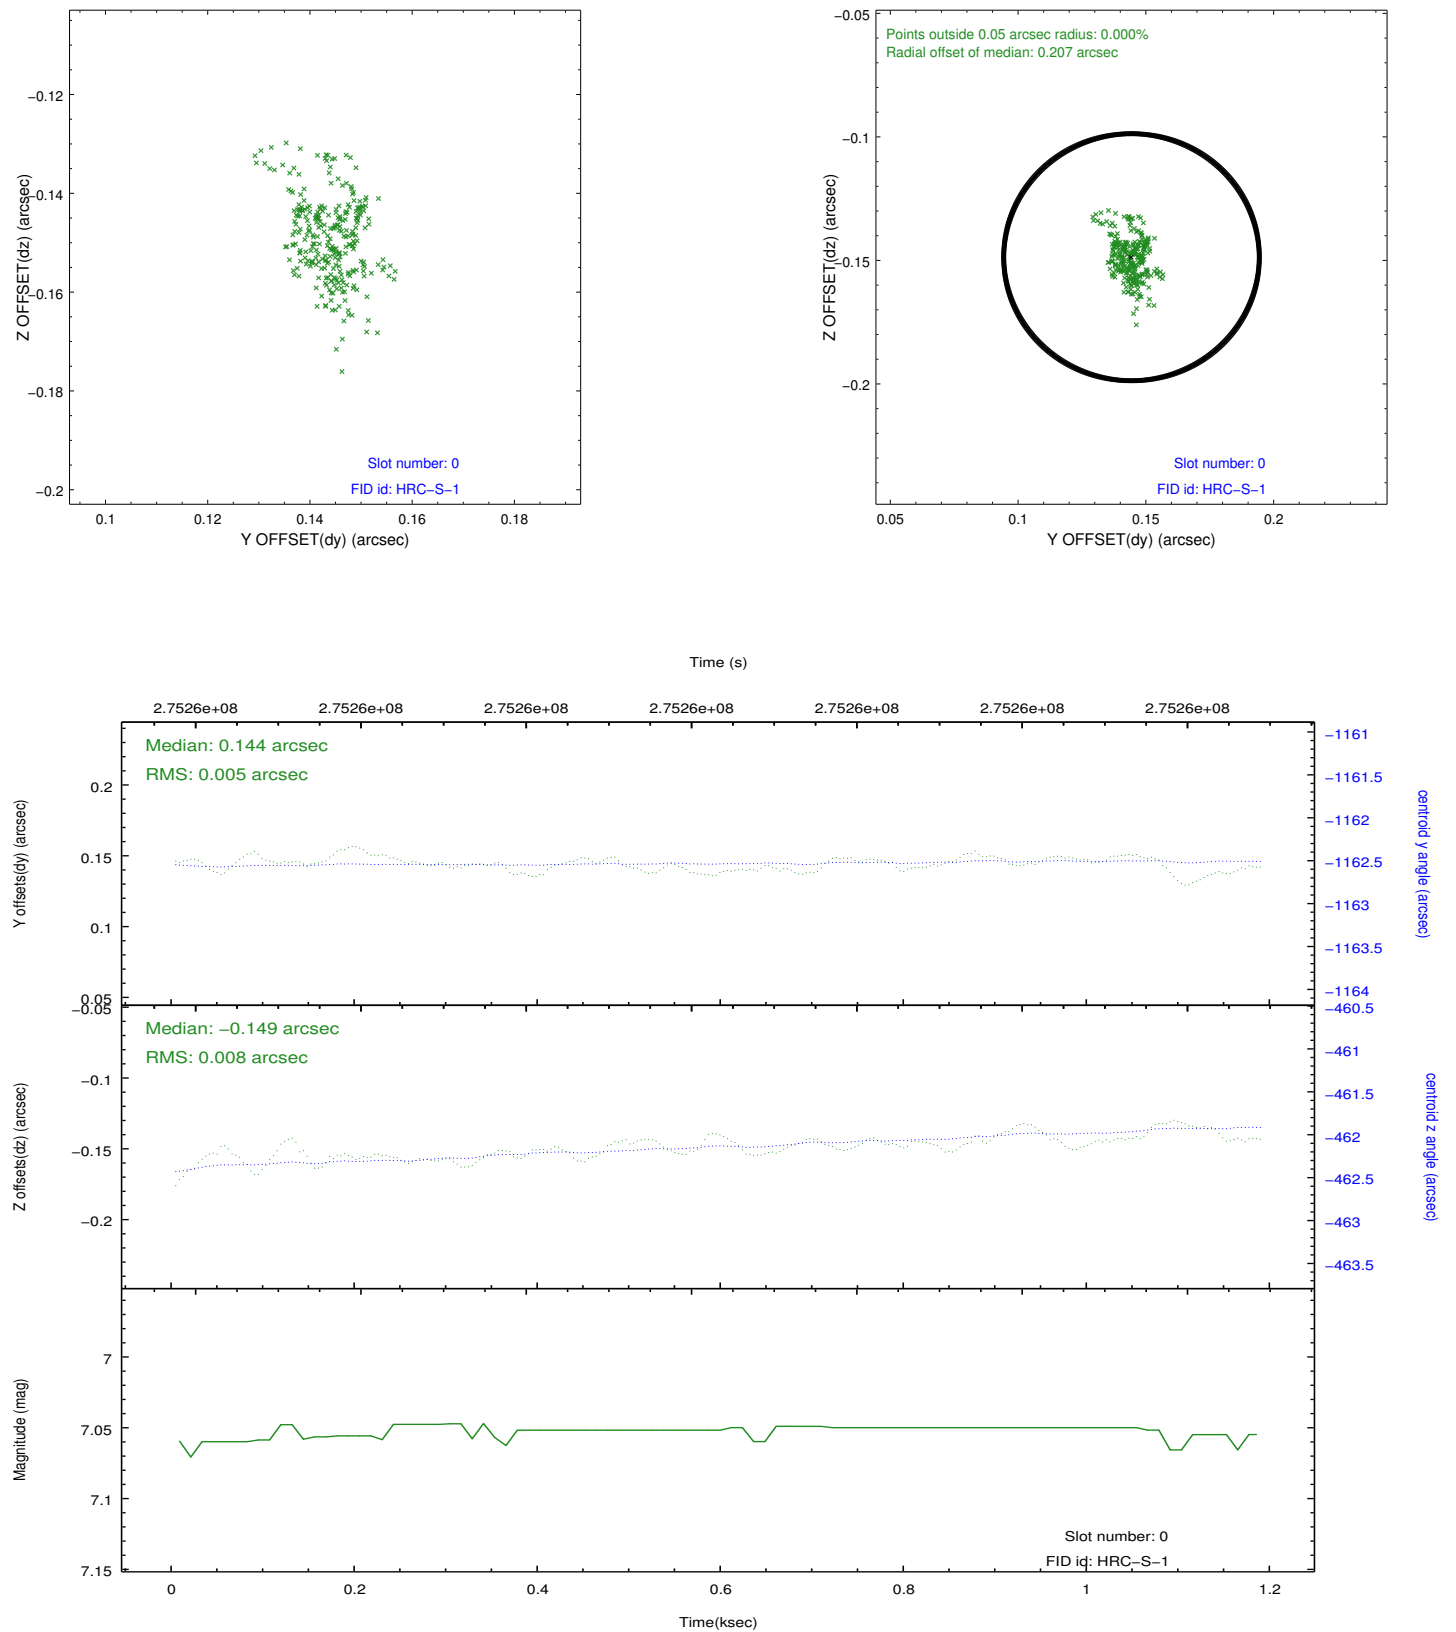 −0.12
−0.14
−0.16
−0.18
−0.2
Z OFFSET(dz) (arcsec)
Slot number: 0
FID id: HRC−S−1
0.1
0.12
0.14
0.16
0.18
Y OFFSET(dy) (arcsec)
−0.05
−0.1
−0.15
−0.2
Z OFFSET(dz) (arcsec)
Points outside 0.05 arcsec radius: 0.000%
Radial offset of median: 0.207 arcsec
Slot number: 0
FID id: HRC−S−1
0.05
0.1
0.15
0.2
Y OFFSET(dy) (arcsec)
Time (s)
2.7526e+08
2.7526e+08
2.7526e+08
2.7526e+08
2.7526e+08
2.7526e+08
2.7526e+08
Median: 0.144 arcsec
RMS: 0.005 arcsec
0.2
0.15
0.1
0.05
Y offsets(dy) (arcsec)
−1161
−1161.5
−1162
−1162.5
−1163
−1163.5
−1164
centroid y angle (arcsec)
Median: −0.149 arcsec
RMS: 0.008 arcsec
−0.05
−0.1
−0.15
−0.2
Z offsets(dz) (arcsec)
−460.5
−461
−461.5
−462
−462.5
−463
−463.5
centroid z angle (arcsec)
7
7.05
7.1
7.15
Magnitude (mag)
Slot number: 0
FID id: HRC−S−1
0
0.2
0.4
0.6
0.8
1
1.2
Time(ksec)